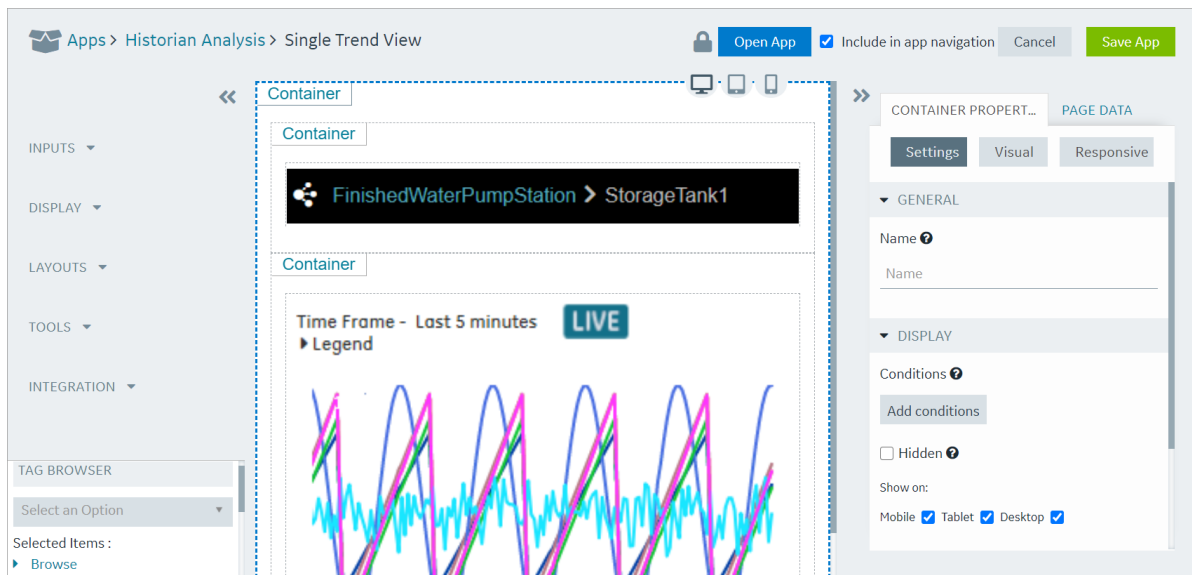 Apps > Historian Analysis > Single Trend View
Open App
Include in app navigation
Cancel
Save App
INPUTS
DISPLAY
LAYOUTS
TOOLS
INTEGRATION
TAG BROWSER
Select an Option
Selected Items :
Browse
Container
Container
FinishedWaterPumpStation > StorageTank1
Container
Time Frame - Last 5 minutes LIVE
Legend
CONTAINER PROPERT... PAGE DATA
Settings Visual Responsive
GENERAL
Name
Name
DISPLAY
Conditions
Add conditions
Hidden
Show on:
Mobile Tablet Desktop